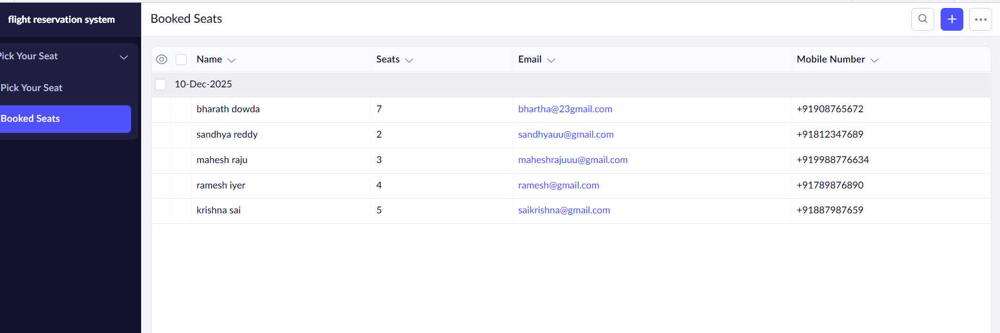 flight reservation system
Booked Seats
Pick Your Seat
Pick Your Seat
Booked Seats
Name Seats Email Mobile Number
10-Dec-2025
bharath dowda 7 bhartha@23gmail.com +91908765672
sandhya reddy 2 sandhyauu@gmail.com +91812347689
mahesh raju 3 maheshrajuuu@gmail.com +919988776634
ramesh iyer 4 ramesh@gmail.com +91789876890
krishna sai 5 saikrishna@gmail.com +91887987659